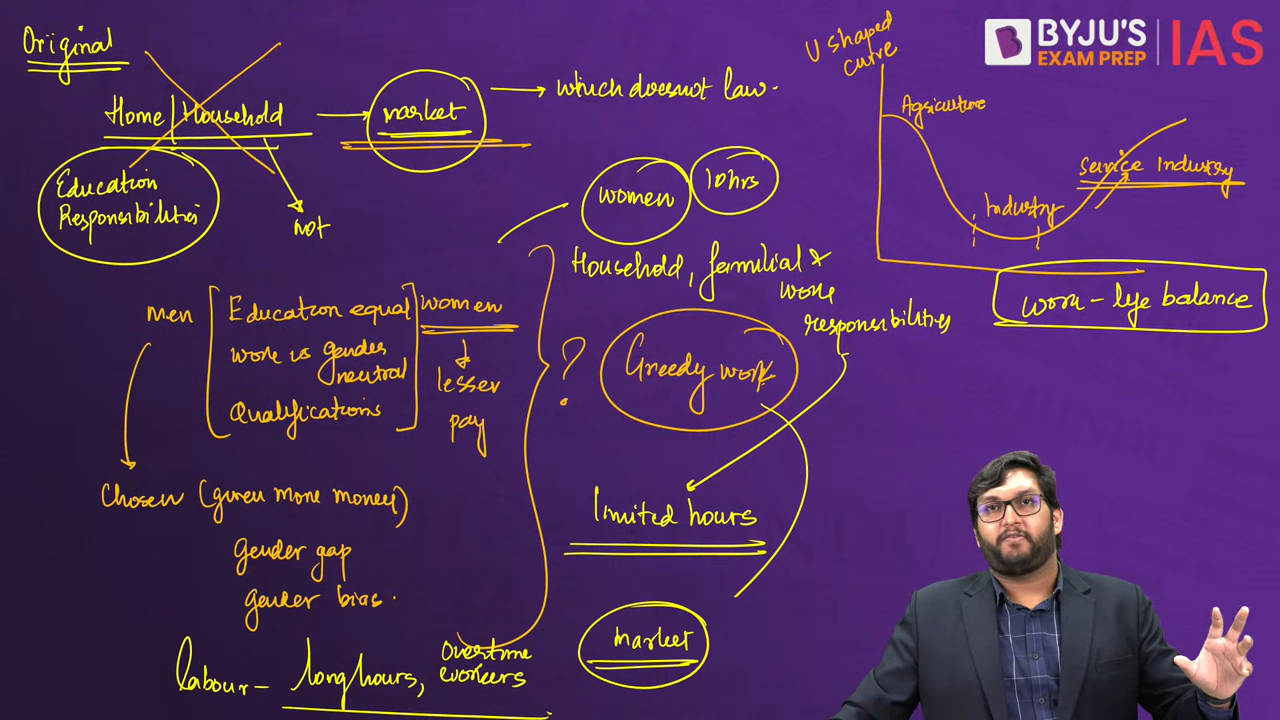 Original
Home | Household
market
which doesnot law.
Education
Responsibilities
not
U shaped
curve
Agriculture
Industry
Service Industry
work - lye balance
BYJU'S
EXAM PREP
IAS
women
10hrs
Household, familial &
work
responsibilities
men
Education equal
work is gender
neutral
Qualifications
women
lesser
pay
?
Greedy work
Chosen (given more money)
limited hours
Gender gap
gender bias.
market
labour - long hours,
overtime
workers